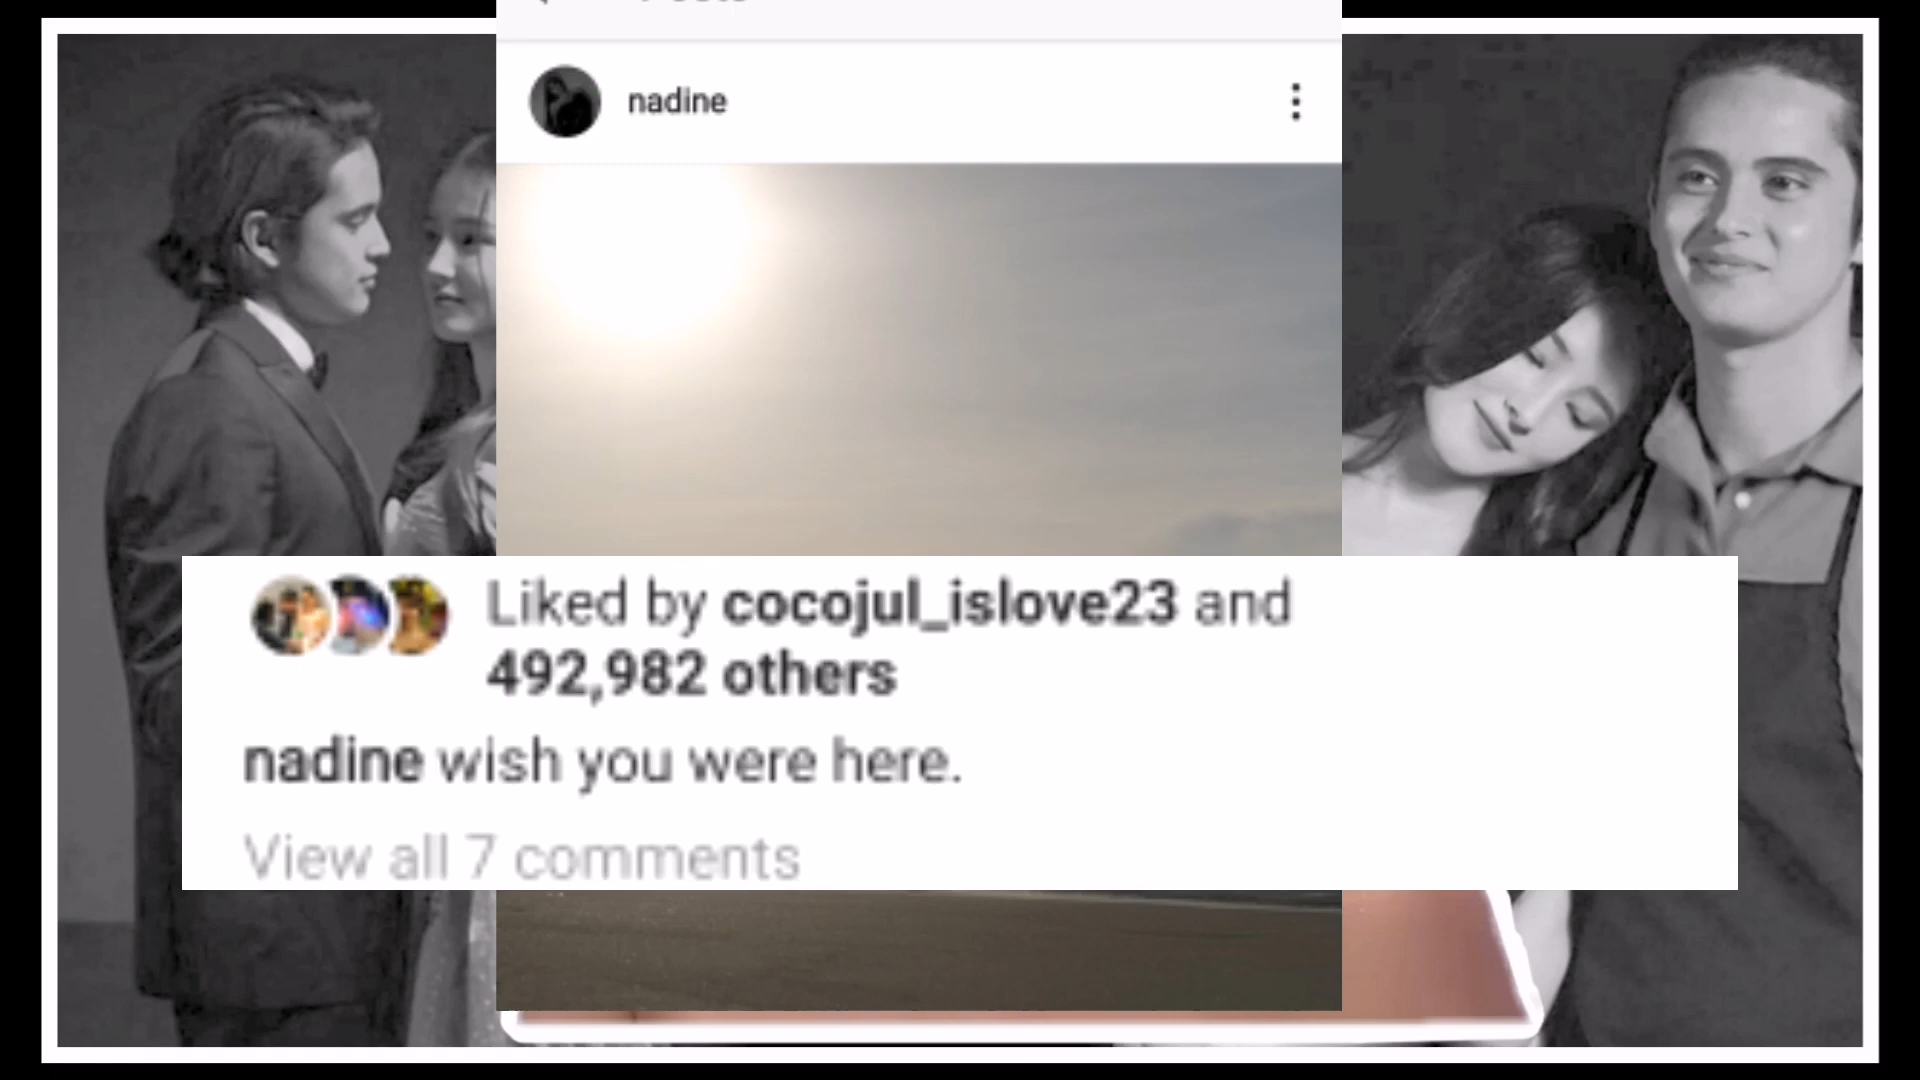 nadine
Liked by cocojul_islove23 and
492,982 others
nadine wish you were here.
View all 7 comments